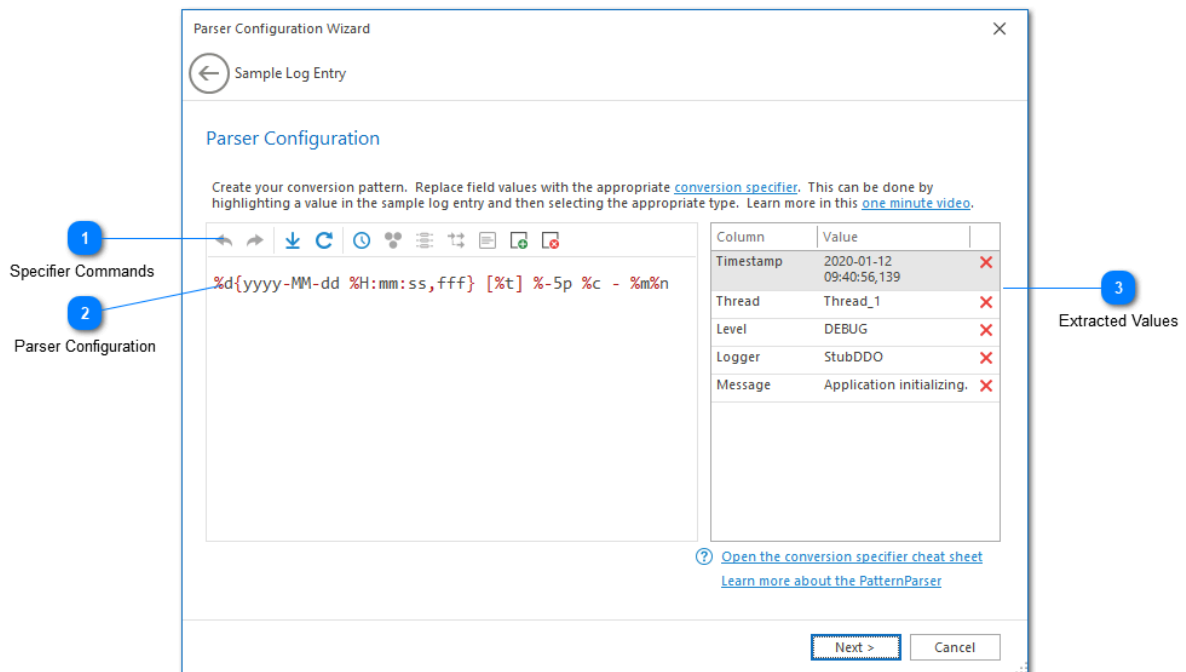 Parser Configuration Wizard
Sample Log Entry
Parser Configuration
Create your conversion pattern. Replace field values with the appropriate conversion specifier. This can be done by
highlighting a value in the sample log entry and then selecting the appropriate type. Learn more in this one minute video.
1
Specifier Commands
%d{yyyy-MM-dd %H:mm:ss,fff} [%t] %-5p %c - %m%n
2
Parser Configuration
Column Value
Timestamp 2020-01-12
09:40:56,139
Thread Thread_1
Level DEBUG
Logger StubDDO
Message Application initializing.
3
Extracted Values
? Open the conversion specifier cheat sheet
Learn more about the PatternParser
Next >
Cancel